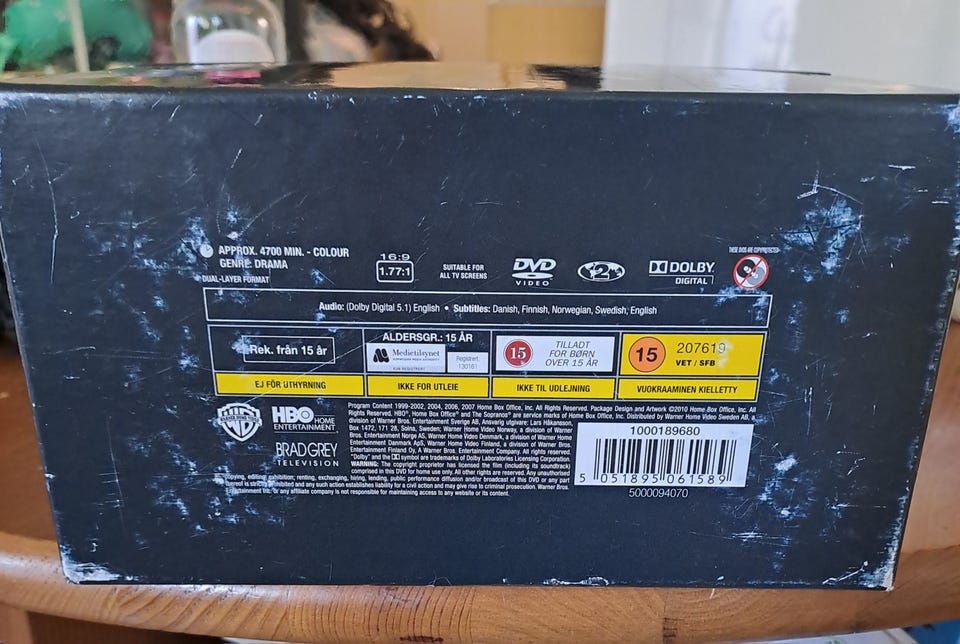 APPROX. 4700 MIN. - COLOUR
GENRE: DRAMA
DUAL-LAYER FORMAT
16:9
1.77:1
SUITABLE FOR
ALL TV SCREENS
DVD
VIDEO
2
DOLBY
DIGITAL
THESE DVDS ARE COPY PROTECTED
Audio: (Dolby Digital 5.1) English • Subtitles: Danish, Finnish, Norwegian, Swedish, English
Rek. från 15 år
ALDERSGR.: 15 ÅR
Medietilsynet
NORWEGIAN MEDIA AUTHORITY
KUN REGISTRERT
Registrert
130161
15
TILLADT
FOR BØRN
OVER 15 ÅR
15
207619
VET / SFB
EJ FÖR UTHYRNING
IKKE FOR UTLEIE
IKKE TIL UDLEJNING
VUOKRAAMINEN KIELLETTY
WB
HBO HOME
ENTERTAINMENT
BRADGREY
TELEVISION
Program Content 1999-2002, 2004, 2006, 2007 Home Box Office, Inc. All Rights Reserved. Package Design and Artwork ©2010 Home Box Office, Inc. All
Rights Reserved. HBO®, Home Box Office and The Sopranos® are service marks of Home Box Office, Inc. Distributed by Warner Home Video Sweden AB, a
division of Warner Bros. Entertainment Sverige AB, Ansvarig utgivare: Lars Håkansson,
Box 1472, 171 28, Solna, Sweden; Warner Home Video Norway, a division of Warner
Bros. Entertainment Norge AS, Warner Home Video Denmark, a division of Warner Bros.
Entertainment Danmark ApS, Warner Home Video Finland, a division of Warner Bros.
Entertainment Finland Oy, A Warner Bros. Entertainment Company. All rights reserved.
"Dolby" and the DD symbol are trademarks of Dolby Laboratories Licensing Corporation.
WARNING: The copyright proprietor has licensed the film (including its soundtrack)
comprised in this DVD for home use only. All other rights are reserved. Any unauthorised
copying, editing, exhibition, renting, exchanging, hiring, lending, public performance diffusion and/or broadcast of this DVD or any part
thereof is strictly prohibited and any such action establishes liability for a civil action and may give rise to criminal prosecution. Warner Bros.
Entertainment Inc. or any affiliate company is not responsible for maintaining access to any website or its content.
1000189680
5 051895 061589
5000094070